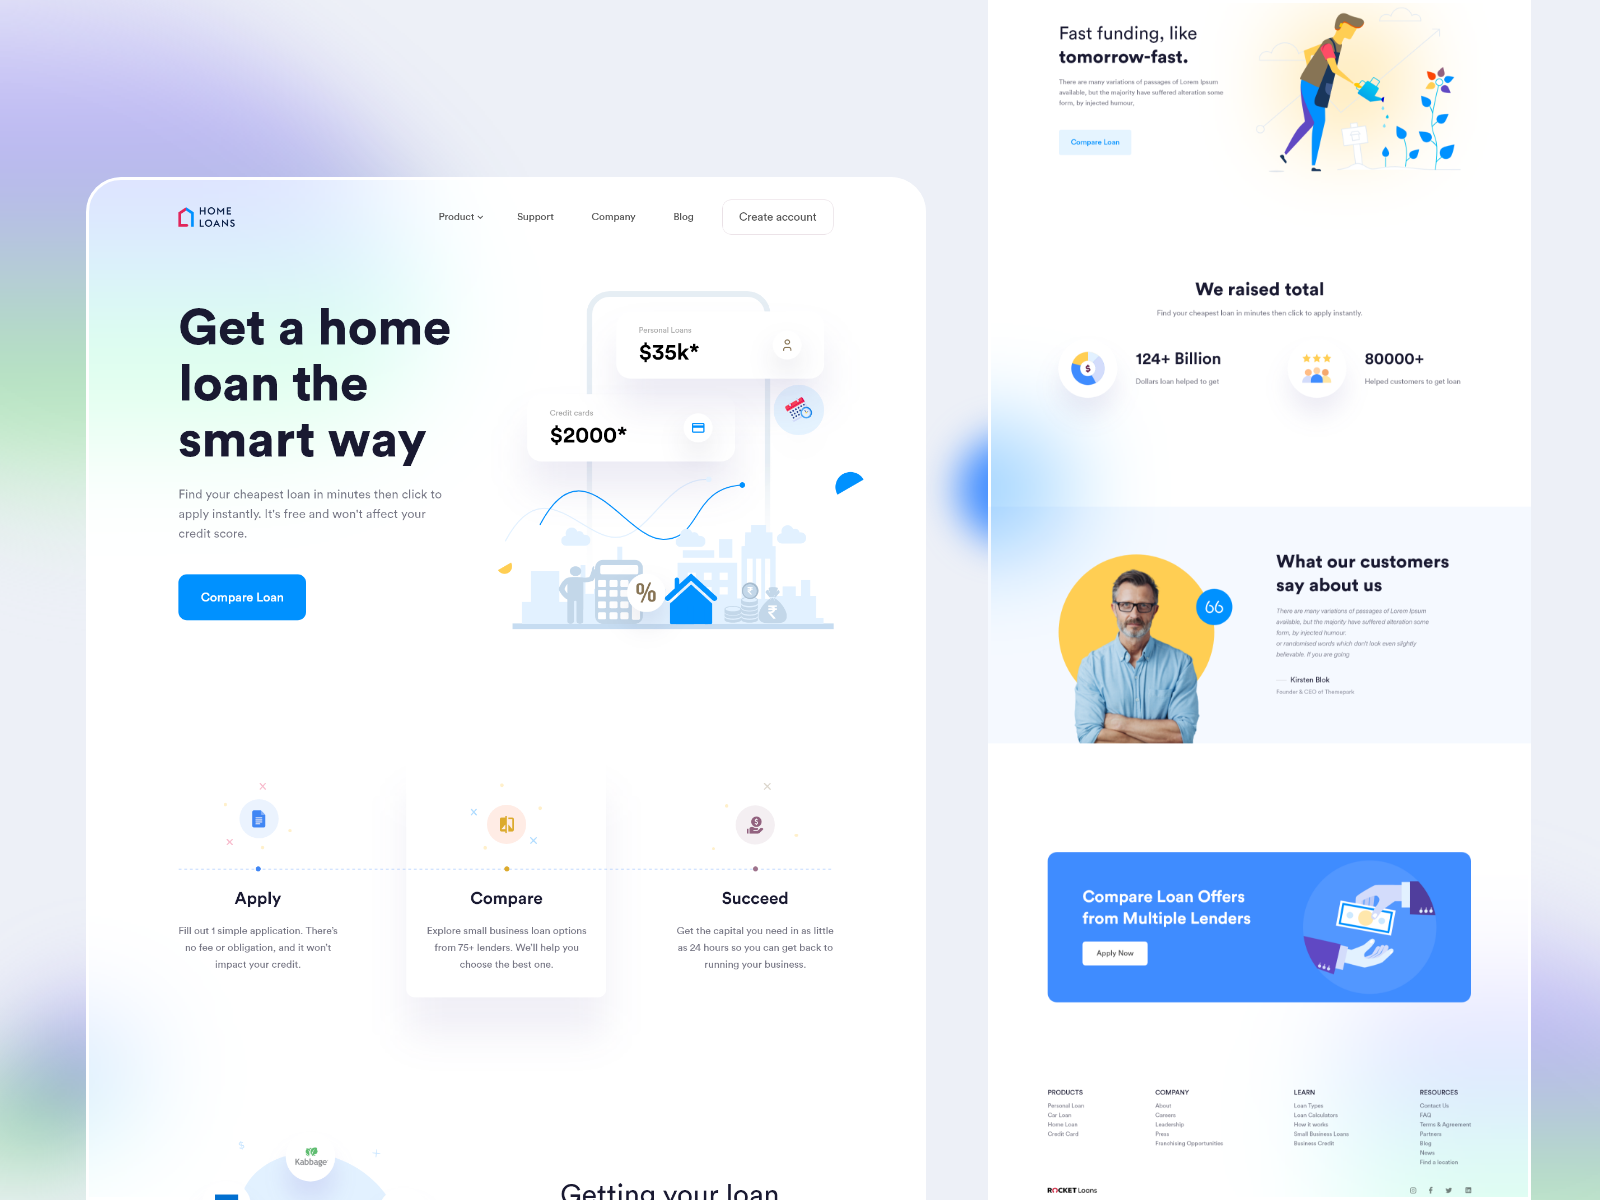 HOME
LOANS
Product
Support
Company
Blog
Create account
Get a home
loan the
smart way
Find your cheapest loan in minutes then click to
apply instantly. It's free and won't affect your
credit score.
Compare Loan
Personal Loans
$35k*
Credit cards
$2000*
%
₹
₹
Apply
Fill out 1 simple application. There's
no fee or obligation, and it won't
impact your credit.
Compare
Explore small business loan options
from 75+ lenders. We'll help you
choose the best one.
$
Succeed
Get the capital you need in as little
as 24 hours so you can get back to
running your business.
$
Kabbage
Getting your loan
Fast funding, like
tomorrow-fast.
There are many variations of passages of Lorem Ipsum
available, but the majority have suffered alteration some
form, by injected humour.
Compare Loan
We raised total
Find your cheapest loan in minutes then click to apply instantly.
$
124+ Billion
Dollars loan helped to get
80000+
Helped customers to get loan
66
What our customers
say about us
There are many variations of passages of Lorem Ipsum
available, but the majority have suffered alteration some
form, by injected humour.
or randomised words which don't look even slightly
believable. If you are going
Kirsten Blok
Founder & CEO of Themepark
Compare Loan Offers
from Multiple Lenders
Apply Now
PRODUCTS
Personal Loan
Car Loan
Home Loan
Credit Card
COMPANY
About
Careers
Leadership
Press
Franchising Opportunities
LEARN
Loan Types
Loan Calculators
How it works
Small Business Loans
Business Credit
RESOURCES
Contact Us
FAQ
Terms & Agreement
Partners
Blog
News
Find a location
ROCKET Loans